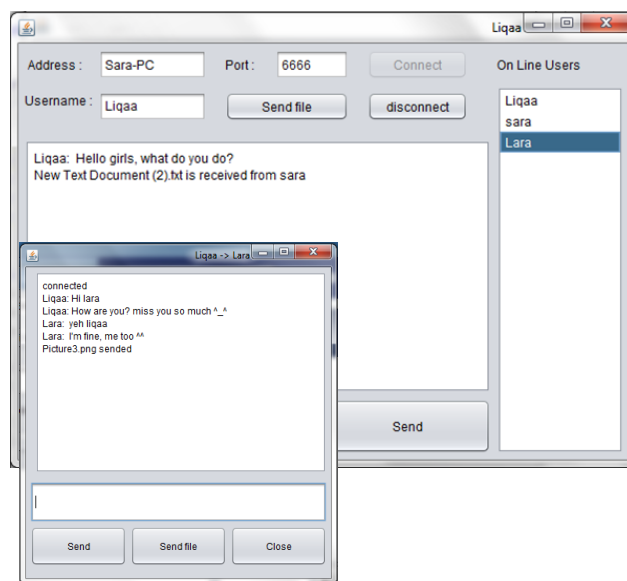 Liqaa
Address : Sara-PC Port : 6666 Connect On Line Users
Username : Liqaa Send file disconnect
Liqaa
sara
Lara
Liqaa: Hello girls, what do you do?
New Text Document (2).txt is received from sara
Send
Liqaa -> Lara
connected
Liqaa: Hi lara
Liqaa: How are you? miss you so much ^_^
Lara: yeh liqaa
Lara: I'm fine, me too ^^
Picture3.png sended
Send Send file Close